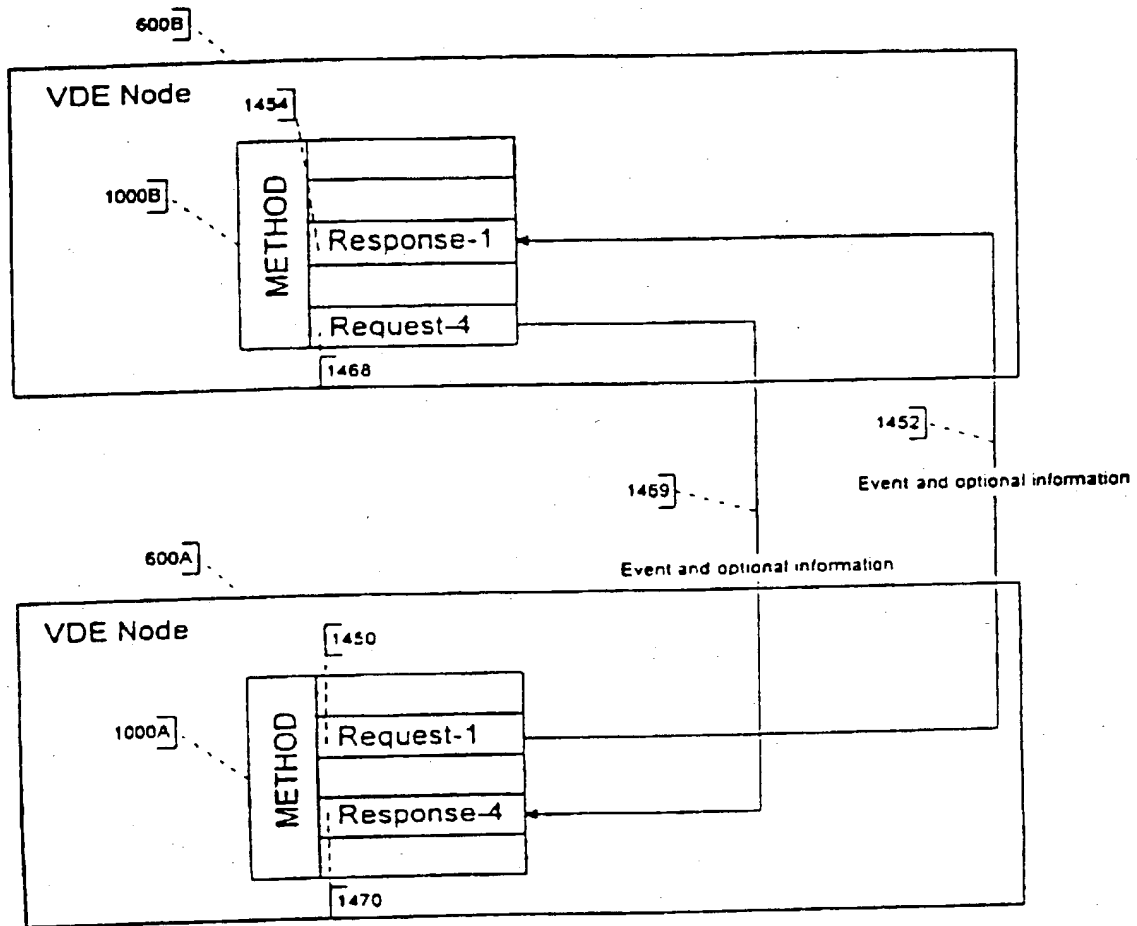 600B
VDE Node
1454
1000B
METHOD
Response-1
Request-4
1468
1452
Event and optional information
1469
600A
Event and optional information
VDE Node
1450
1000A
METHOD
Request-1
Response-4
1470